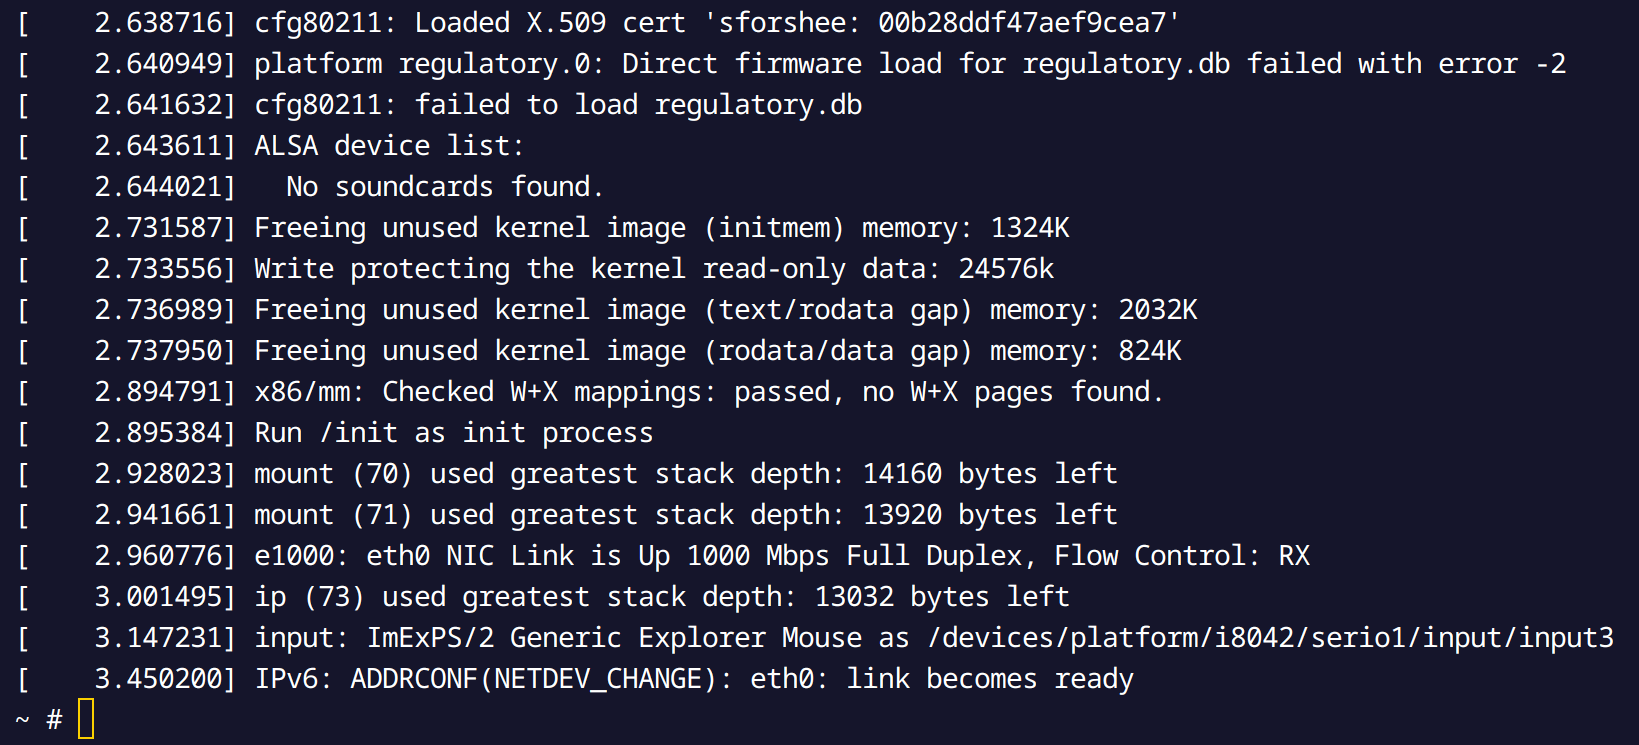 [    2.638716] cfg80211: Loaded X.509 cert 'sforshee: 00b28ddf47aef9cea7'
[    2.640949] platform regulatory.0: Direct firmware load for regulatory.db failed with error -2
[    2.641632] cfg80211: failed to load regulatory.db
[    2.643611] ALSA device list:
[    2.644021]   No soundcards found.
[    2.731587] Freeing unused kernel image (initmem) memory: 1324K
[    2.733556] Write protecting the kernel read-only data: 24576k
[    2.736989] Freeing unused kernel image (text/rodata gap) memory: 2032K
[    2.737950] Freeing unused kernel image (rodata/data gap) memory: 824K
[    2.894791] x86/mm: Checked W+X mappings: passed, no W+X pages found.
[    2.895384] Run /init as init process
[    2.928023] mount (70) used greatest stack depth: 14160 bytes left
[    2.941661] mount (71) used greatest stack depth: 13920 bytes left
[    2.960776] e1000: eth0 NIC Link is Up 1000 Mbps Full Duplex, Flow Control: RX
[    3.001495] ip (73) used greatest stack depth: 13032 bytes left
[    3.147231] input: ImExPS/2 Generic Explorer Mouse as /devices/platform/i8042/serio1/input/input3
[    3.450200] IPv6: ADDRCONF(NETDEV_CHANGE): eth0: link becomes ready
~ #